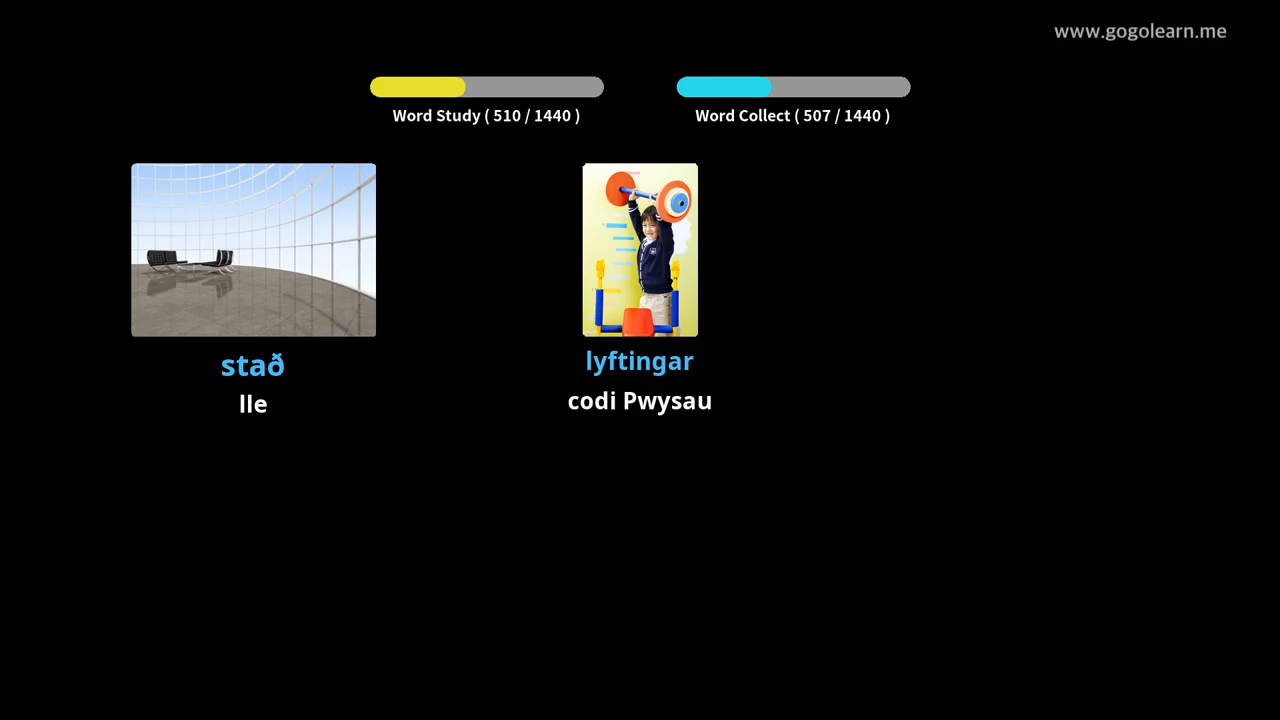 www.gogolearn.me
Word Study ( 510 / 1440 )
Word Collect ( 507 / 1440 )
stað
lle
lyftingar
codi Pwysau